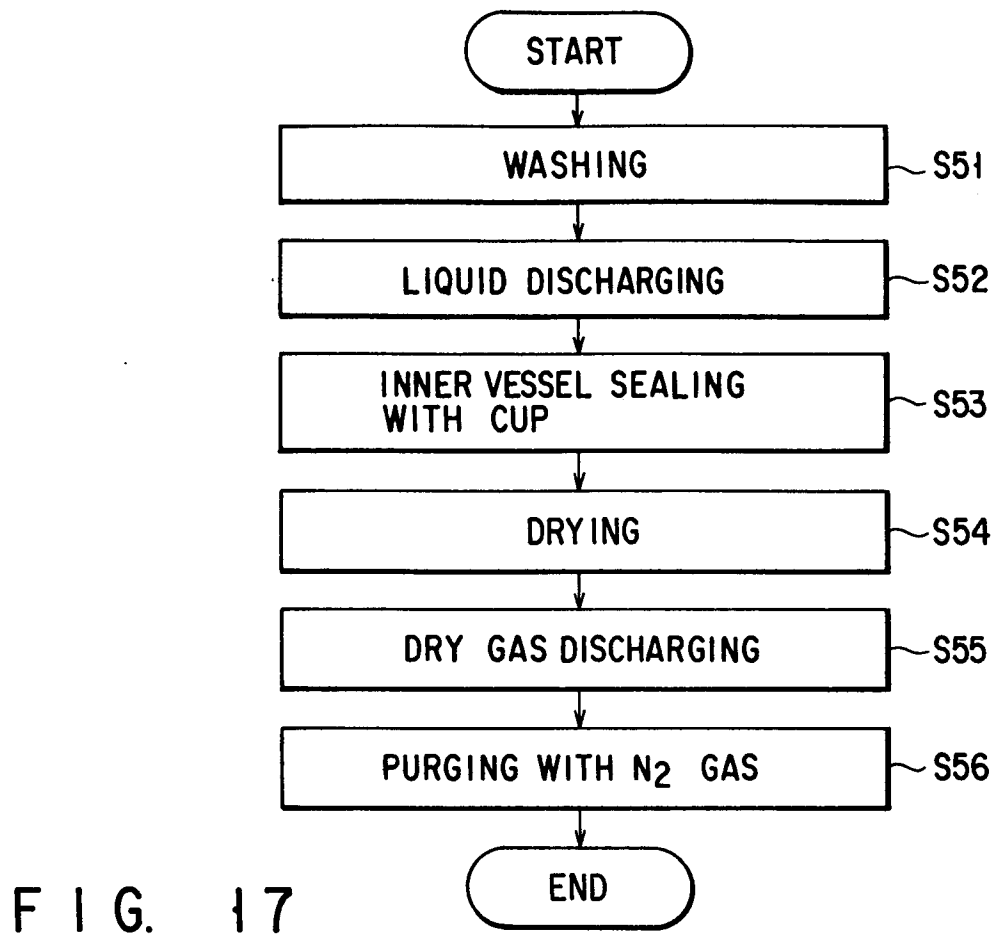 START
WASHING
S51
LIQUID DISCHARGING
S52
INNER VESSEL SEALING
WITH CUP
S53
DRYING
S54
DRY GAS DISCHARGING
S55
PURGING WITH N2 GAS
S56
END
FIG. 17